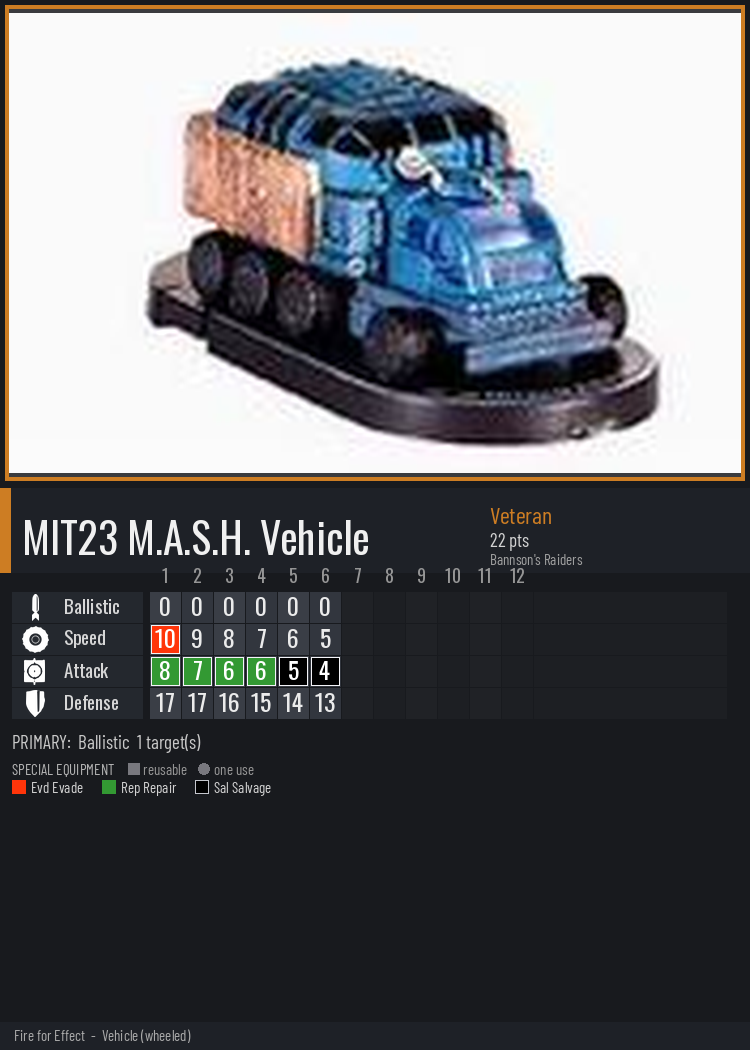 MIT23 M.A.S.H. Vehicle
Veteran
22 pts
Bannson's Raiders
1 2 3 4 5 6 7 8 9 10 11 12
Ballistic 0 0 0 0 0 0
Speed 10 9 8 7 6 5
Attack 8 7 6 6 5 4
Defense 17 17 16 15 14 13
PRIMARY: Ballistic 1 target(s)
SPECIAL EQUIPMENT reusable one use
Evd Evade Rep Repair Sal Salvage
Fire for Effect - Vehicle (wheeled)